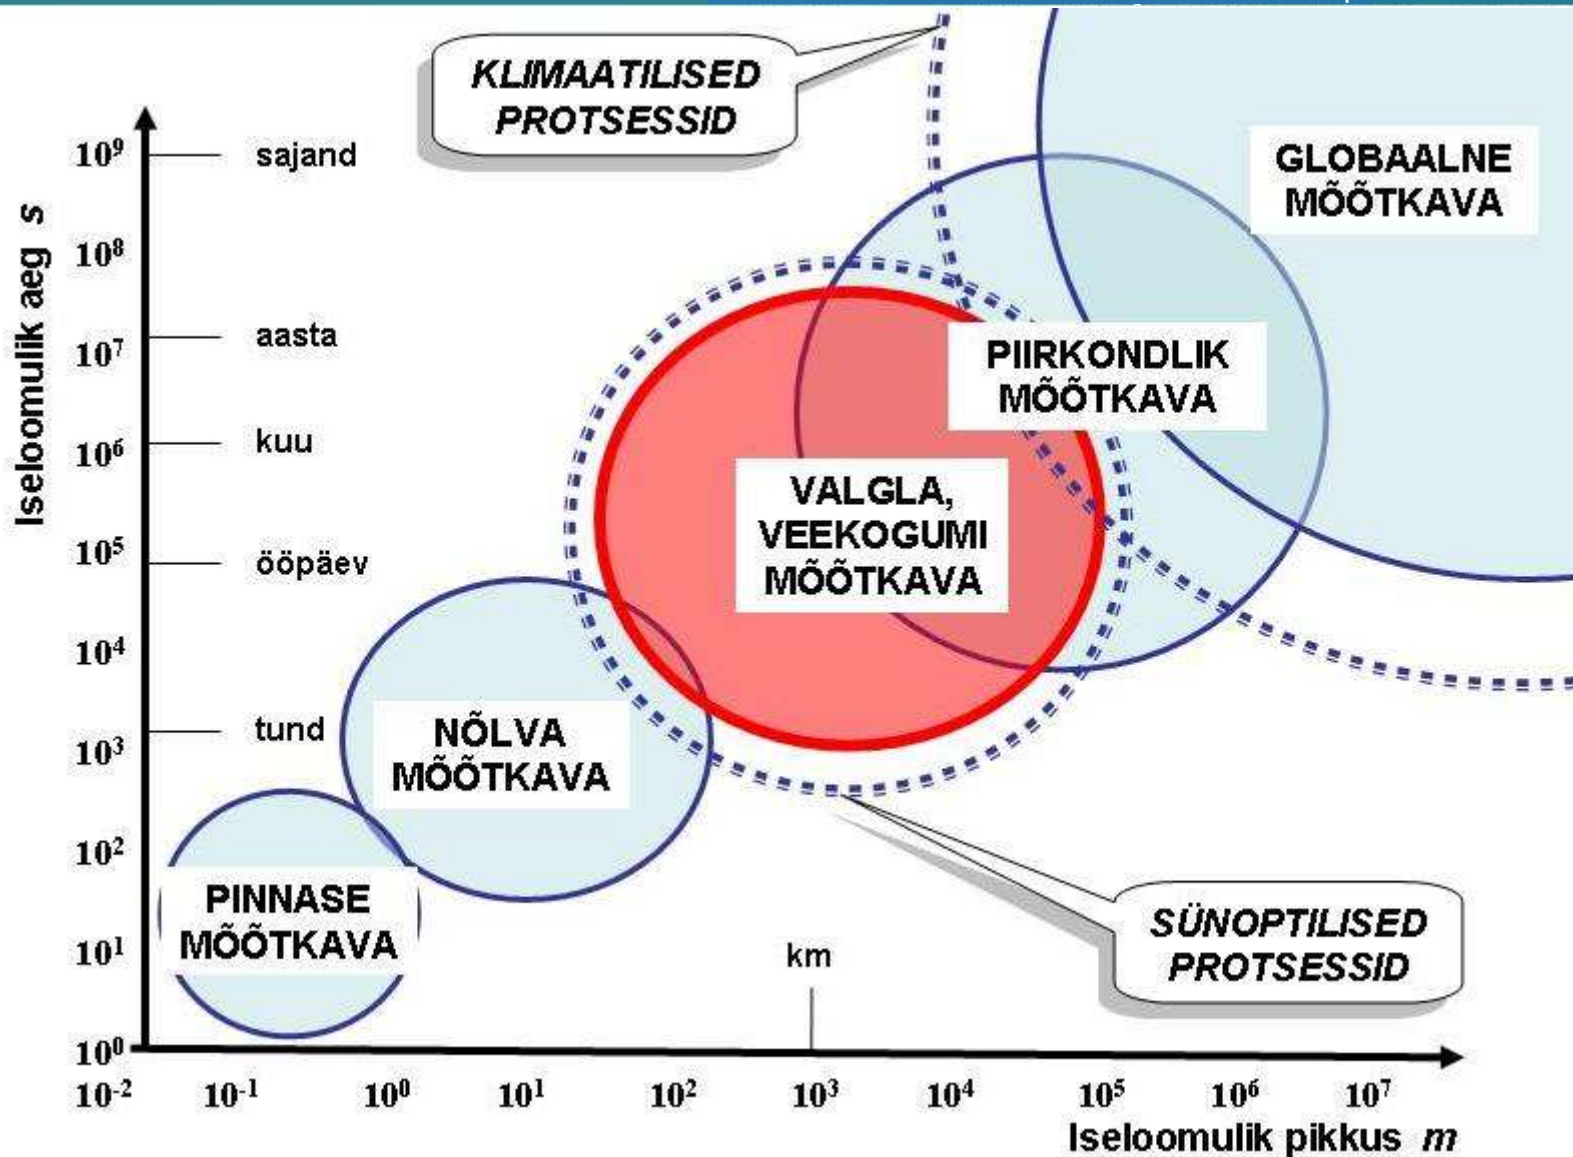 KLIMAATILISED
PROTSESSID
GLOBAALNE
MÕÕTKAVA
PIIRKONDLIK
MÕÕTKAVA
VALGLA,
VEEKOGUMI
MÕÕTKAVA
NÕLVA
MÕÕTKAVA
PINNASE
MÕÕTKAVA
SÜNOPTILISED
PROTSESSID
Iseloomulik aeg s
10⁹
sajand
10⁸
aasta
10⁷
kuu
10⁶
10⁵
ööpäev
10⁴
tund
10³
10²
10¹
10⁰
km
10⁻² 10⁻¹ 10⁰ 10¹ 10² 10³ 10⁴ 10⁵ 10⁶ 10⁷
Iseloomulik pikkus m